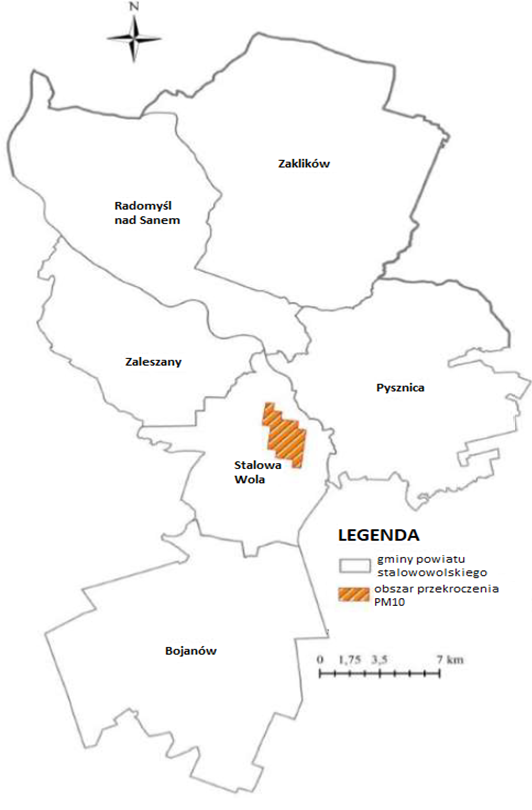 N
Zaklików
Radomyśl
nad Sanem
Zaleszany
Pysznica
Stalowa
Wola
LEGENDA
gminy powiatu
stalowowolskiego
obszar przekroczenia
PM10
Bojanów
0 1,75 3,5 7 km